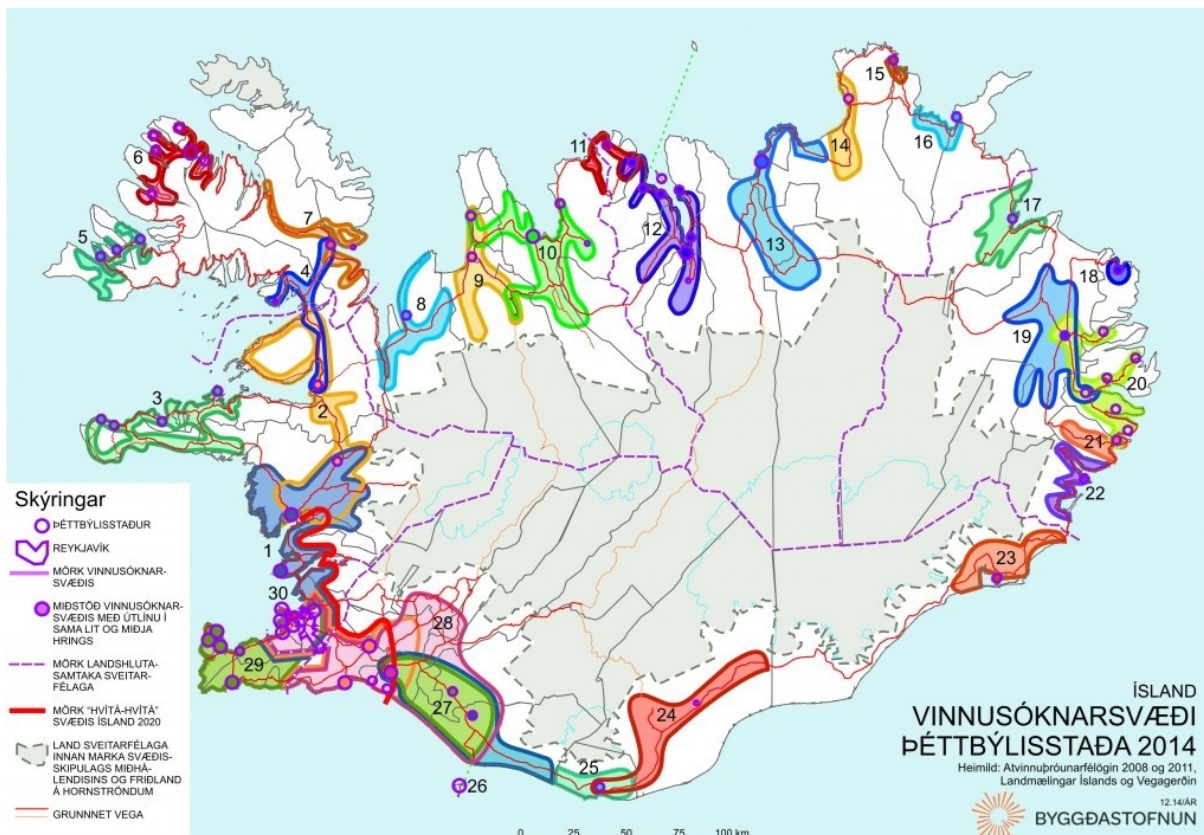 15
11
16
6
14
7
5
12
17
10
13
4
9
18
8
19
3
20
2
21
22
1
23
30
28
29
27
24
25
26
Skýringar
ÞÉTTBÝLISSTAÐUR
REYKJAVÍK
MÖRK VINNUSÓKNAR-
SVÆÐIS
MIÐSTÖÐ VINNUSÓKNAR-
SVÆÐIS MEÐ ÚTLÍNU Í
SAMA LIT OG MIÐJA
HRINGS
MÖRK LANDSHLUTA-
SAMTAKA SVEITAR-
FÉLAGA
MÖRK "HVÍTÁ-HVÍTÁ"
SVÆÐIS ÍSLAND 2020
LAND SVEITARFÉLAGA
INNAN MARKA SVÆÐIS-
SKIPULAGS MIÐHÁ-
LENDISINS OG FRIÐLAND
Á HORNSTRÖNDUM
GRUNNNET VEGA
ÍSLAND
VINNUSÓKNARSVÆÐI
ÞÉTTBÝLISSTAÐA 2014
Heimild: Atvinnuþróunarfélögin 2008 og 2011,
Landmælingar Íslands og Vegagerðin
12.14/ÁR
BYGGÐASTOFNUN
0 25 50 75 100 km